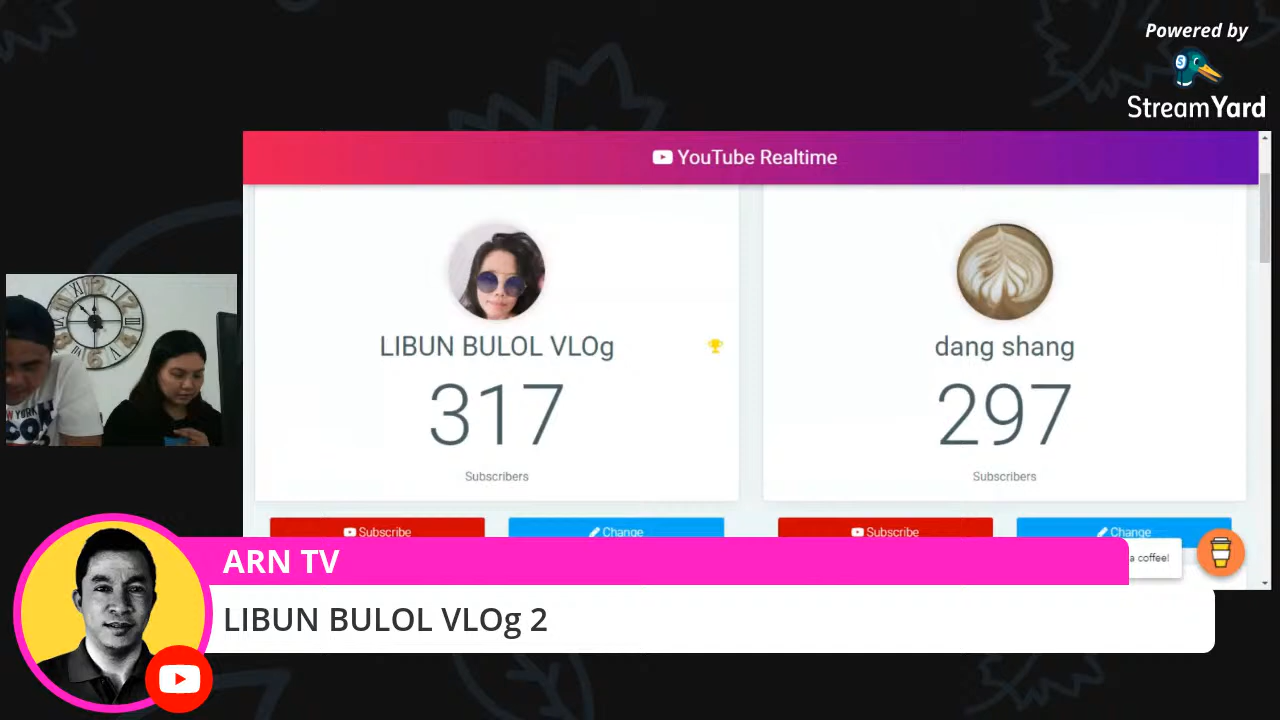 Powered by
StreamYard
YouTube Realtime
LIBUN BULOL VLOg
317
Subscribers
dang shang
297
Subscribers
Subscribe
Change
Subscribe
Change
a coffee!
ARN TV
LIBUN BULOL VLOg 2